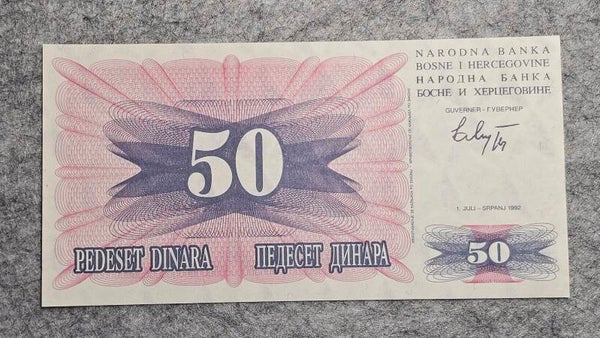 NARODNA BANKA
BOSNE I HERCEGOVINE
НАРОДНА БАНКА
БОСНЕ И ХЕРЦЕГОВИНЕ
GUVERNER - ГУВЕРНЕР
50
1. JULI - SRPANJ 1992.
PEDESET DINARA
ПЕДЕСЕТ ДИНАРА
50